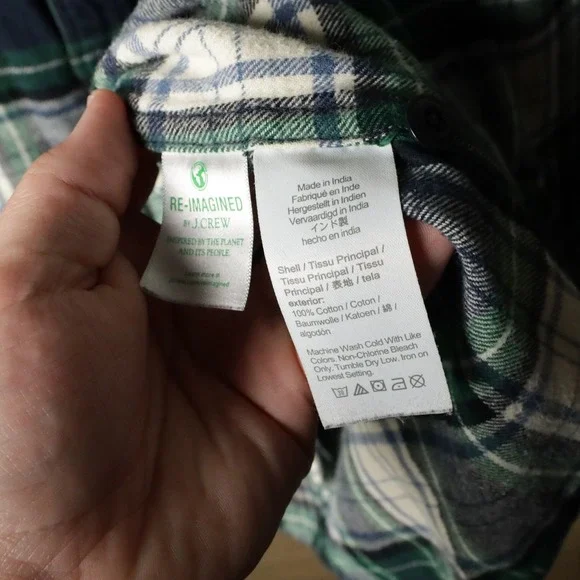 RE-IMAGINED
BY J.CREW
INSPIRED BY THE PLANET
AND ITS PEOPLE
Learn more @
Made in India
Fabriqué en Inde
Hergestellt in Indien
Vervaardigd in India
インド製
hecho en india
Shell / Tissu Principal /
Tissu Principal / Tissu
Principal / 表地 / tela
exterior:
100% Cotton / Coton /
Baumwolle / Katoen / 綿 /
algodón
Machine Wash Cold With Like
Colors. Non-Chlorine Bleach
Only. Tumble Dry Low. Iron on
Lowest Setting.